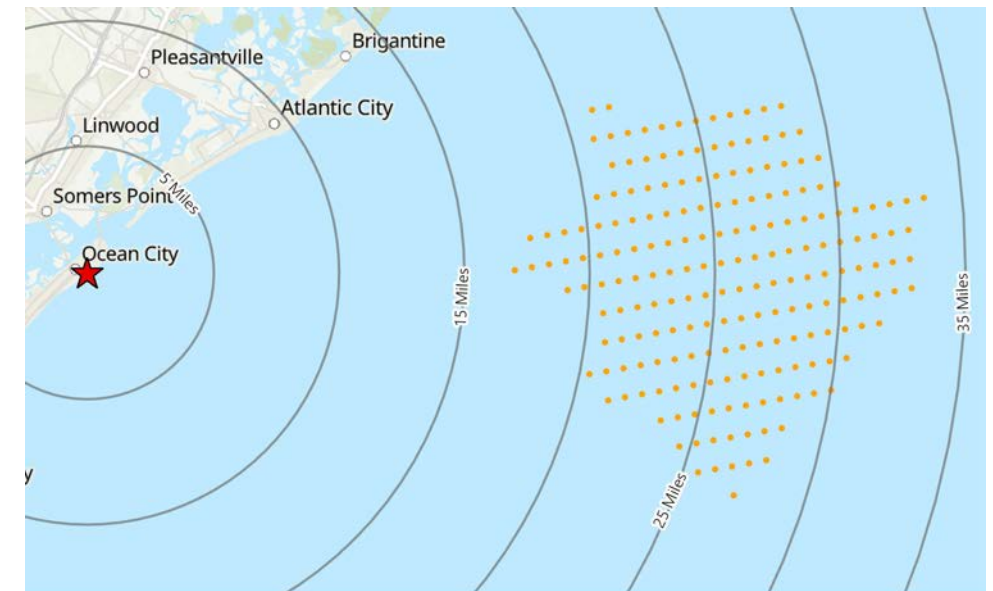 Brigantine
Pleasantville
Atlantic City
Linwood
5 Miles
Somers Point
Ocean City
15 Miles
35 Miles
y
25 Miles